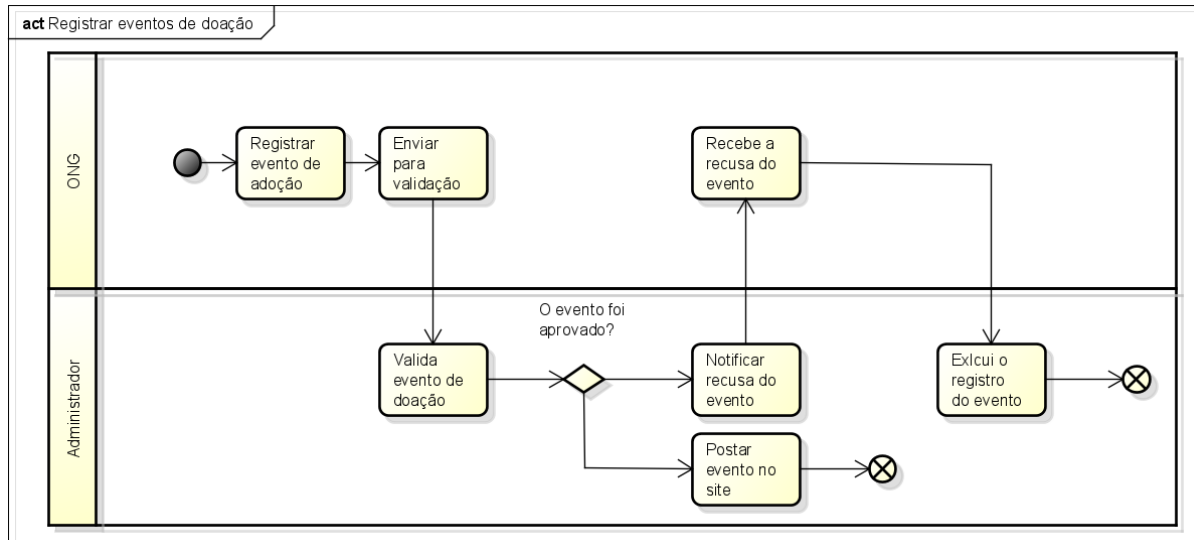 act Registrar eventos de doação
ONG
Registrar
evento de
adoção
Enviar
para
validação
Recebe a
recusa do
evento
Administrador
O evento foi
aprovado?
Valida
evento de
doação
Notificar
recusa do
evento
Exlcui o
registro
do evento
Postar
evento no
site